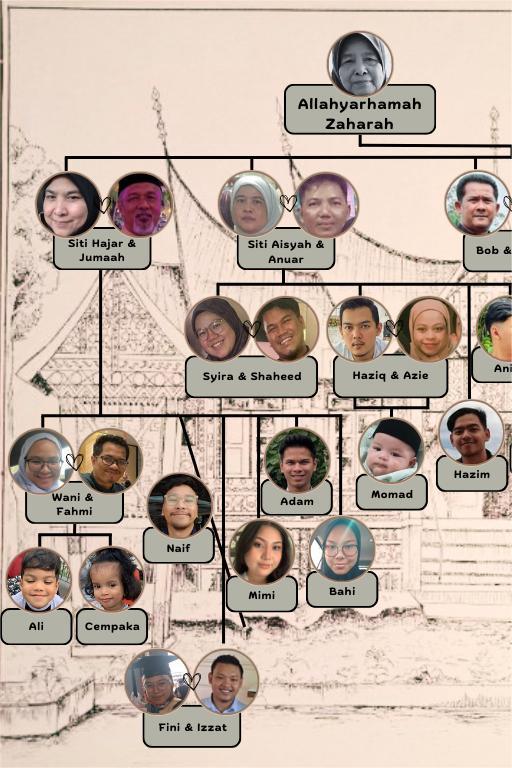 Allahyarhamah
Zaharah
Siti Hajar &
Jumaah
Siti Aisyah &
Anuar
Bob &
Syira & Shaheed
Haziq & Azie
Ani
Wani &
Fahmi
Naif
Adam
Momad
Hazim
Ali
Cempaka
Mimi
Bahi
Fini & Izzat